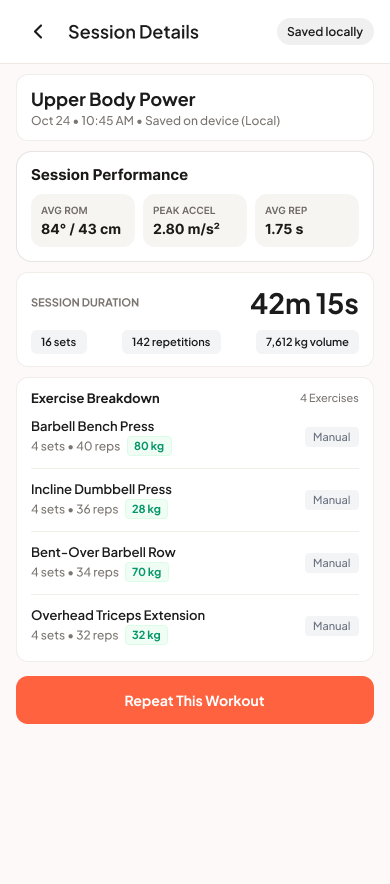 Session Details
Saved locally
Upper Body Power
Oct 24 • 10:45 AM • Saved on device (Local)
Session Performance
AVG ROM
84° / 43 cm
PEAK ACCEL
2.80 m/s²
AVG REP
1.75 s
SESSION DURATION
42m 15s
16 sets
142 repetitions
7,612 kg volume
Exercise Breakdown
4 Exercises
Barbell Bench Press
4 sets • 40 reps 80 kg
Manual
Incline Dumbbell Press
4 sets • 36 reps 28 kg
Manual
Bent-Over Barbell Row
4 sets • 34 reps 70 kg
Manual
Overhead Triceps Extension
4 sets • 32 reps 32 kg
Manual
Repeat This Workout